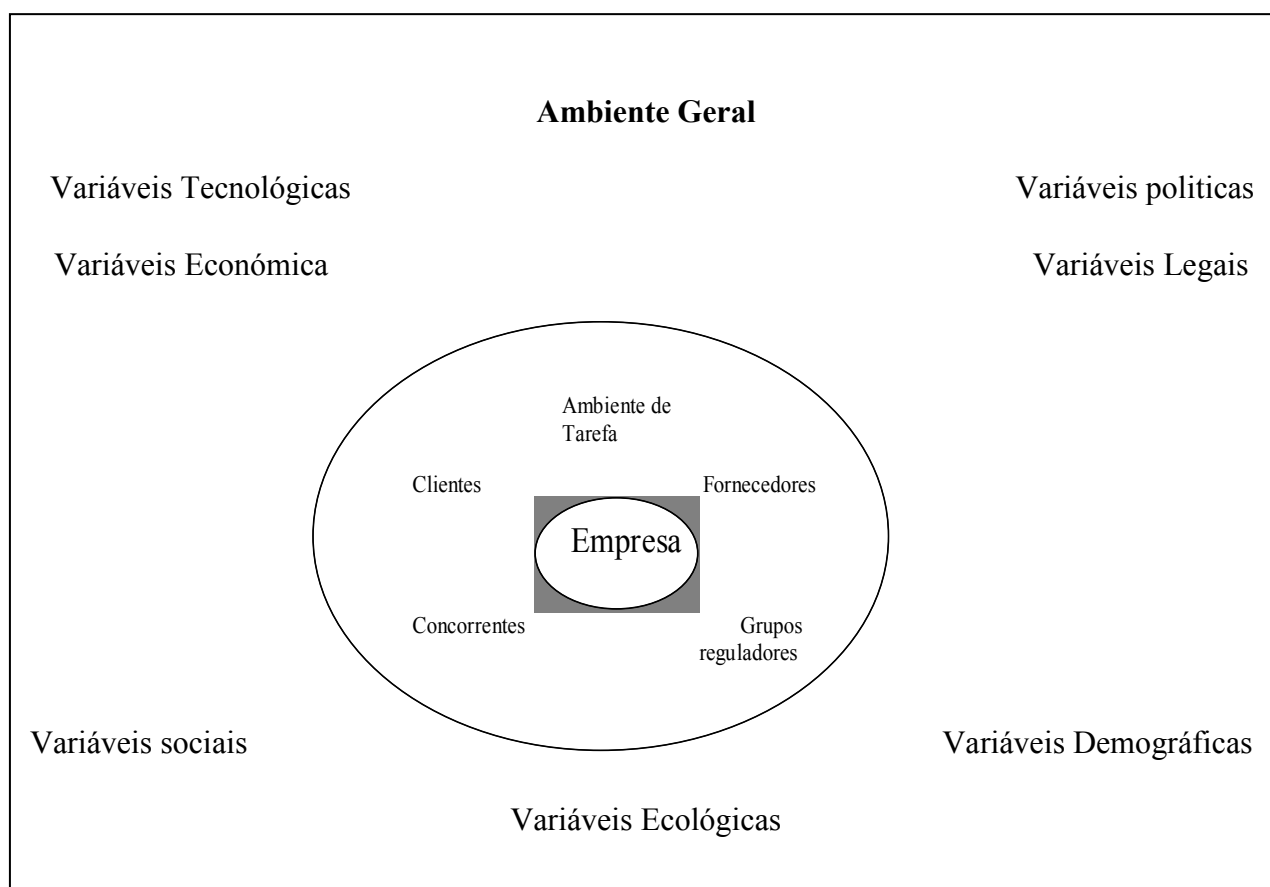 Ambiente Geral
Variáveis Tecnológicas
Variáveis politicas
Variáveis Económica
Variáveis Legais
Ambiente de
Tarefa
Clientes
Fornecedores
Empresa
Concorrentes
Grupos
reguladores
Variáveis sociais
Variáveis Demográficas
Variáveis Ecológicas